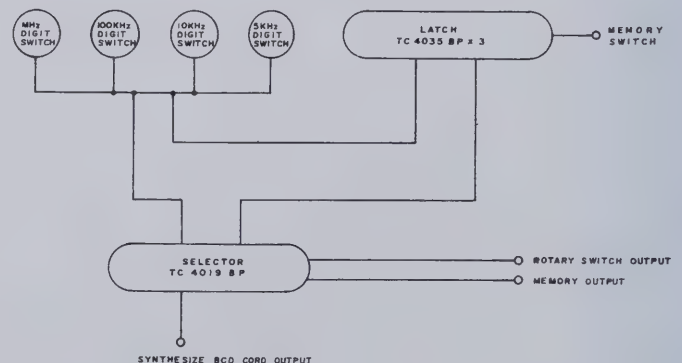 MHz
DIGIT
SWITCH
100KHz
DIGIT
SWITCH
10KHz
DIGIT
SWITCH
5KHz
DIGIT
SWITCH
LATCH
TC 4035 BP x 3
MEMORY
SWITCH
SELECTOR
TC 4019 BP
ROTARY SWITCH OUTPUT
MEMORY OUTPUT
SYNTHESIZE BCD CORD OUTPUT